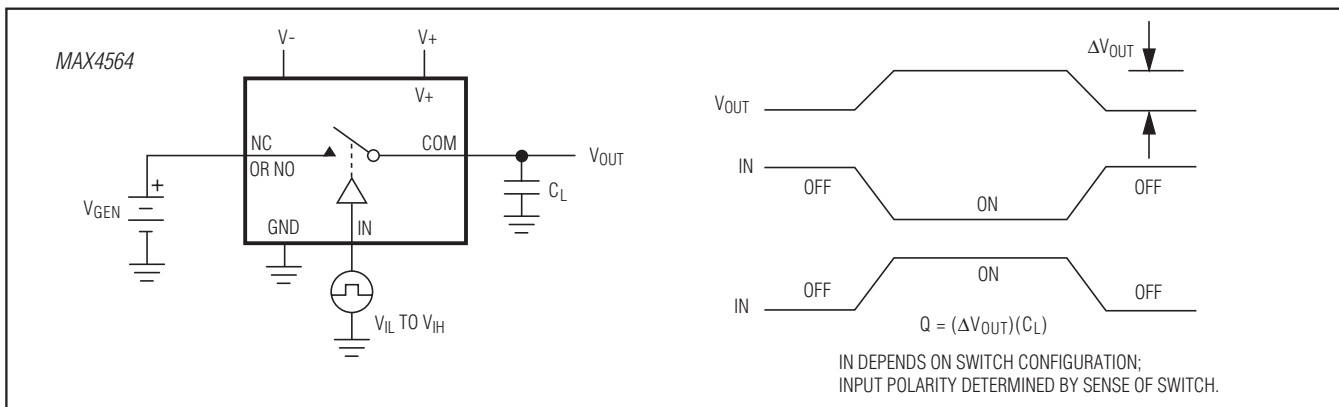 MAX4564
V-
V+
V+
NC
OR NO
COM
VOUT
CL
VGEN
+
GND
IN
VIL TO VIH
ΔVOUT
VOUT
IN
OFF
ON
OFF
IN
OFF
ON
OFF
Q = (ΔVOUT)(CL)
IN DEPENDS ON SWITCH CONFIGURATION;
INPUT POLARITY DETERMINED BY SENSE OF SWITCH.